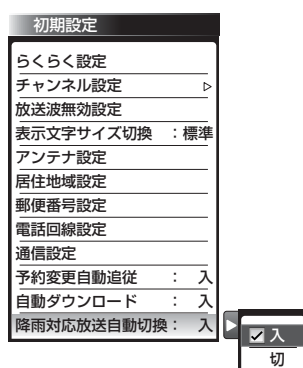 初期設定
らくらく設定
チャンネル設定
放送波無効設定
表示文字サイズ切換 : 標準
アンテナ設定
居住地域設定
郵便番号設定
電話回線設定
通信設定
予約変更自動追従 : 入
自動ダウンロード : 入
降雨対応放送自動切換 : 入
入
切